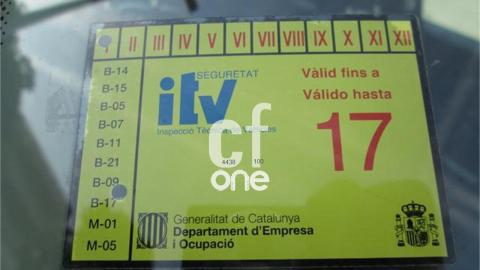 I II III IV V VI VII VIII IX X XI XII
B-14
B-15
B-05
B-07
B-11
B-21
B-09
B-17
M-01
M-05
SEGURETAT
itv
Inspecció Tècnica de Vehicles
Vàlid fins a
Válido hasta
17
4438 100
cf
one
Generalitat de Catalunya
Departament d'Empresa
i Ocupació